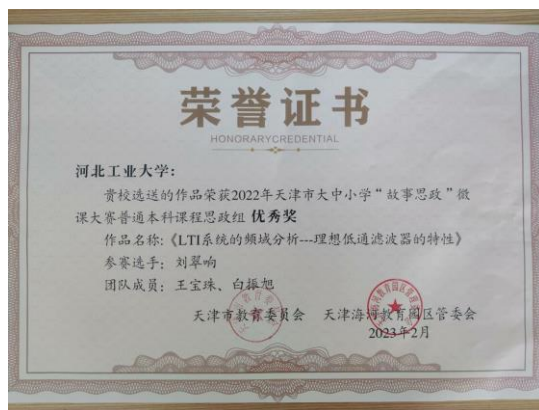 荣誉证书
HONORARYCREDENTIAL
河北工业大学：
贵校选送的作品荣获2022年天津市大中小学“故事思政”微
课大赛普通本科课程思政组 优秀奖
作品名称：《LTI系统的频域分析---理想低通滤波器的特性》
参赛选手：刘翠响
团队成员：王宝珠、白振旭
天津市教育委员会 天津海河教育园区管委会
2023年2月